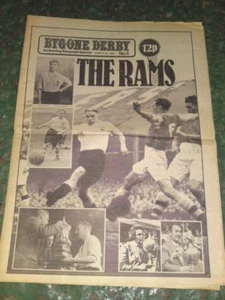 BYGONE DERBY
12p
THE RAMS